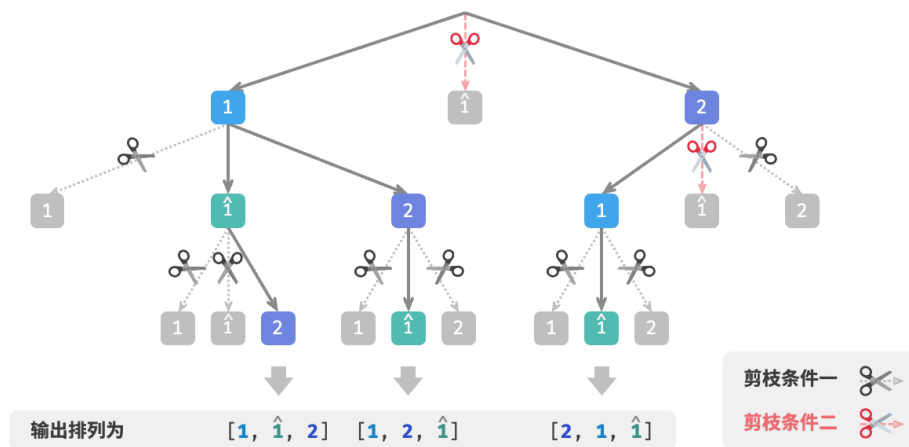 1 1̂ 2
1 1̂ 2 1 1̂ 2
1 1̂ 2 1 1̂ 2 1 1̂ 2
剪枝条件一
剪枝条件二
输出排列为 [1, 1̂, 2] [1, 2, 1̂] [2, 1, 1̂]